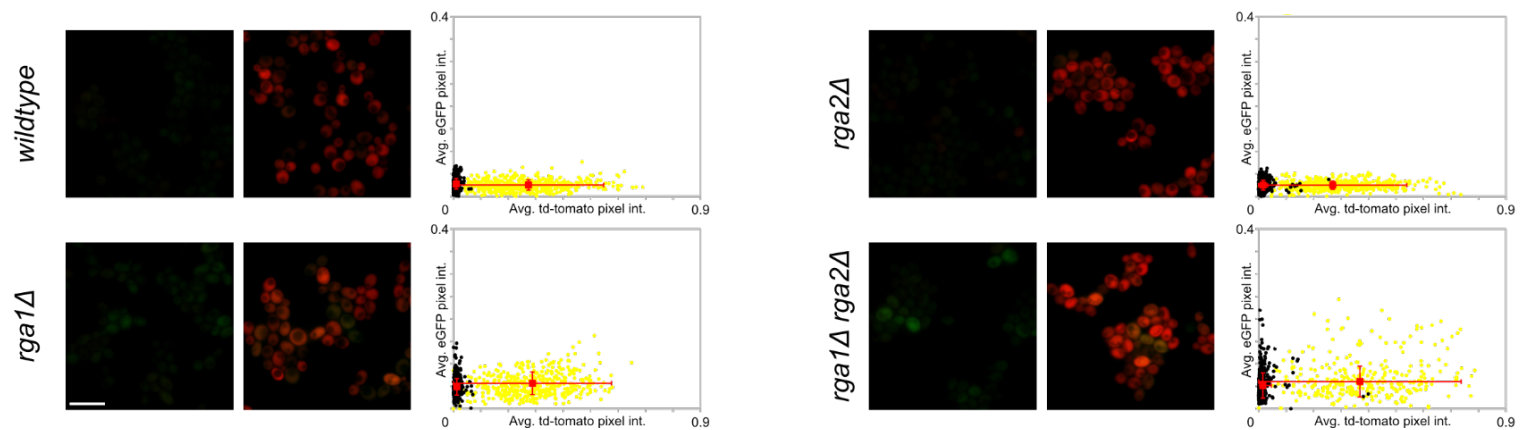 wildtype
0.4
Avg. eGFP pixel int.
0
Avg. td-tomato pixel int.
0.9
rga2Δ
0.4
Avg. eGFP pixel int.
0
Avg. td-tomato pixel int.
0.9
rga1Δ
0.4
Avg. eGFP pixel int.
0
Avg. td-tomato pixel int.
0.9
rga1Δ rga2Δ
0.4
Avg. eGFP pixel int.
0
Avg. td-tomato pixel int.
0.9